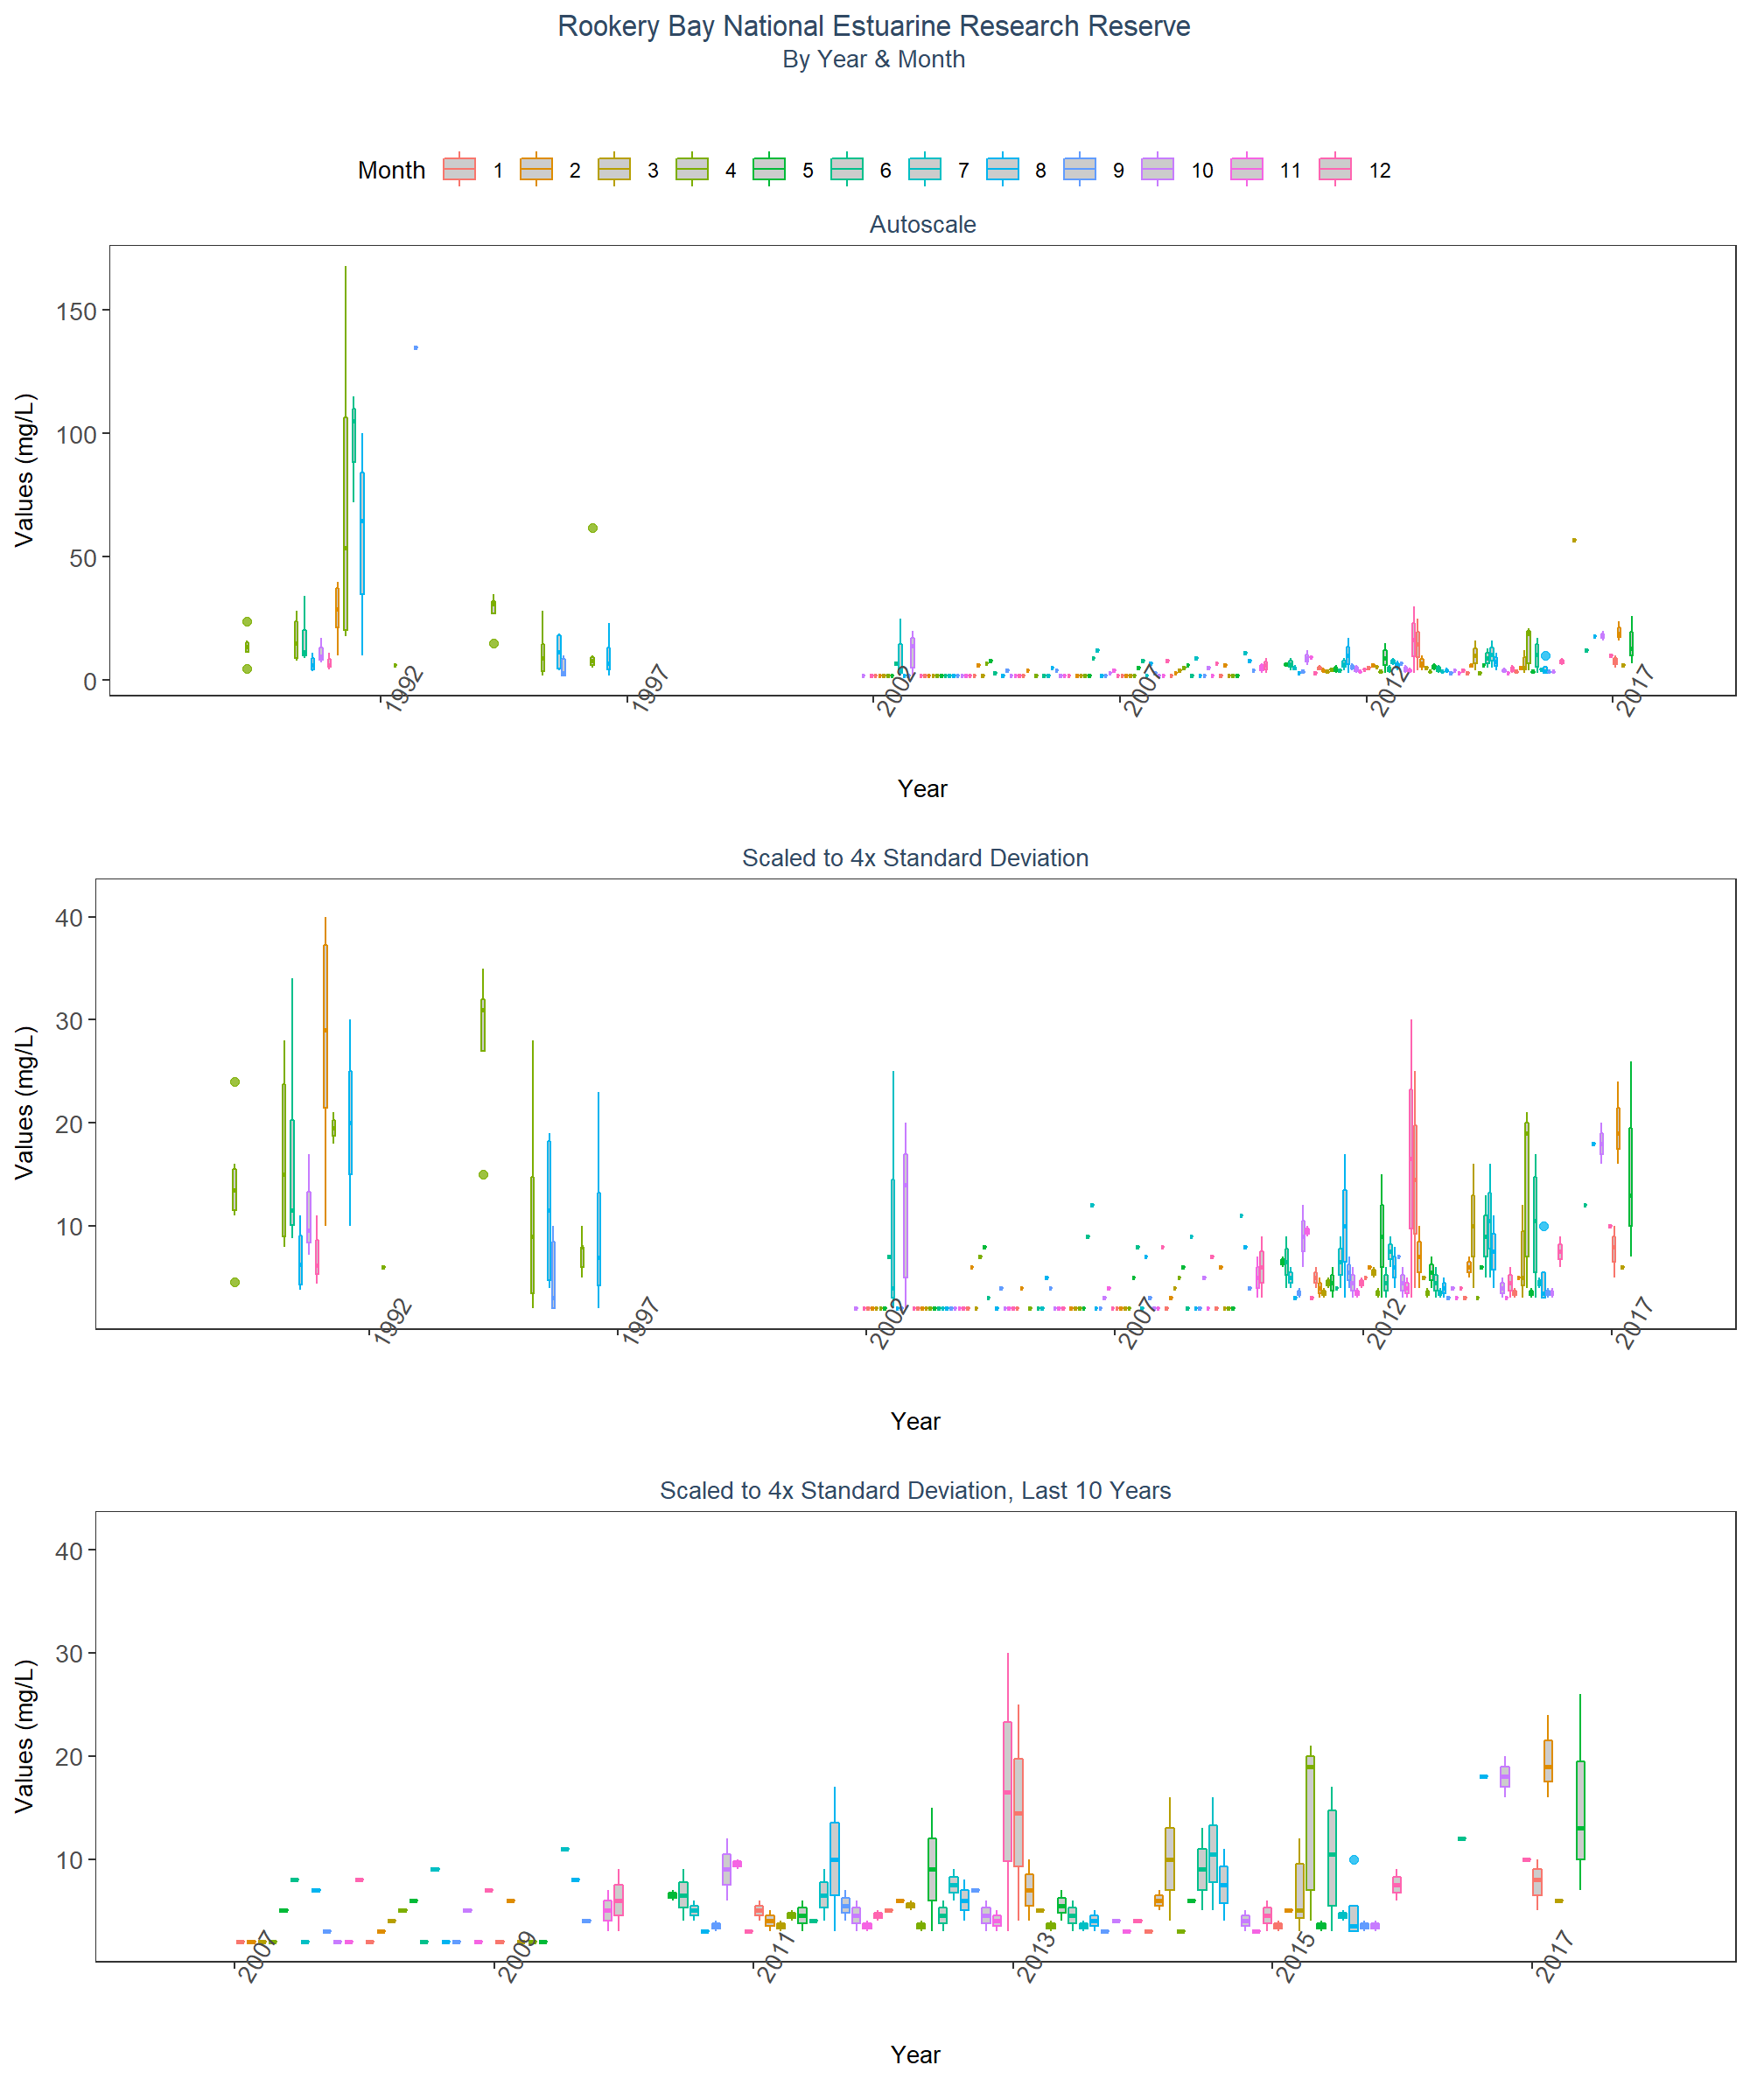 Rookery Bay National Estuarine Research Reserve
By Year & Month
Month 1 2 3 4 5 6 7 8 9 10 11 12
Autoscale
Values (mg/L)
150
100
50
0
1992 1997 2002 2007 2012 2017
Year
Scaled to 4x Standard Deviation
Values (mg/L)
40
30
20
10
1992 1997 2002 2007 2012 2017
Year
Scaled to 4x Standard Deviation, Last 10 Years
Values (mg/L)
40
30
20
10
2007 2009 2011 2013 2015 2017
Year